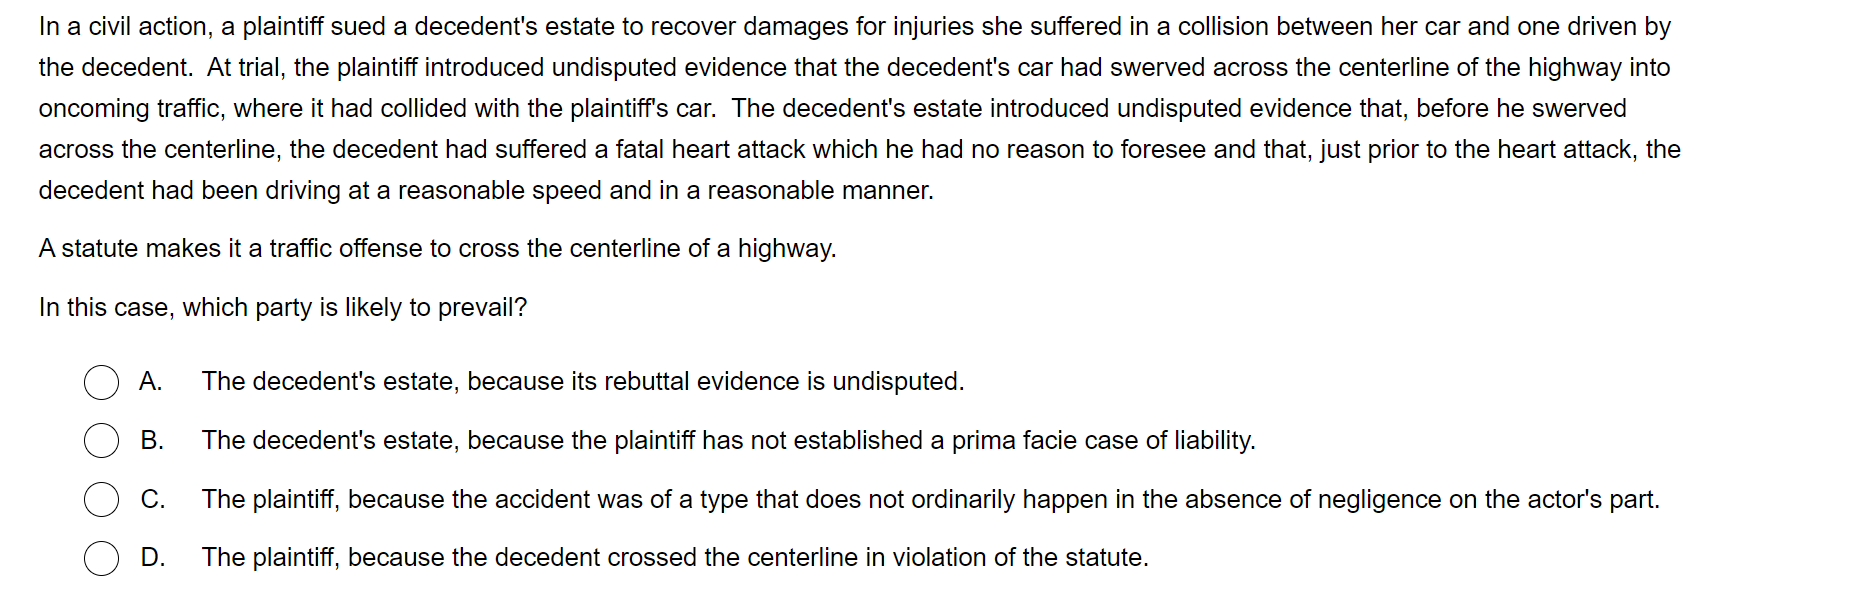 In a civil action, a plaintiff sued a decedent's estate to recover damages for injuries she suffered in a collision between her car and one driven by
the decedent.  At trial, the plaintiff introduced undisputed evidence that the decedent's car had swerved across the centerline of the highway into
oncoming traffic, where it had collided with the plaintiff's car.  The decedent's estate introduced undisputed evidence that, before he swerved
across the centerline, the decedent had suffered a fatal heart attack which he had no reason to foresee and that, just prior to the heart attack, the
decedent had been driving at a reasonable speed and in a reasonable manner.
A statute makes it a traffic offense to cross the centerline of a highway.
In this case, which party is likely to prevail?
A. The decedent's estate, because its rebuttal evidence is undisputed.
B. The decedent's estate, because the plaintiff has not established a prima facie case of liability.
C. The plaintiff, because the accident was of a type that does not ordinarily happen in the absence of negligence on the actor's part.
D. The plaintiff, because the decedent crossed the centerline in violation of the statute.